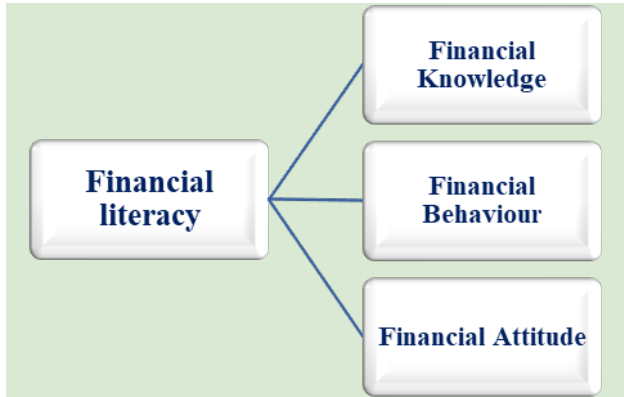 Financial
Knowledge
Financial
literacy
Financial
Behaviour
Financial Attitude